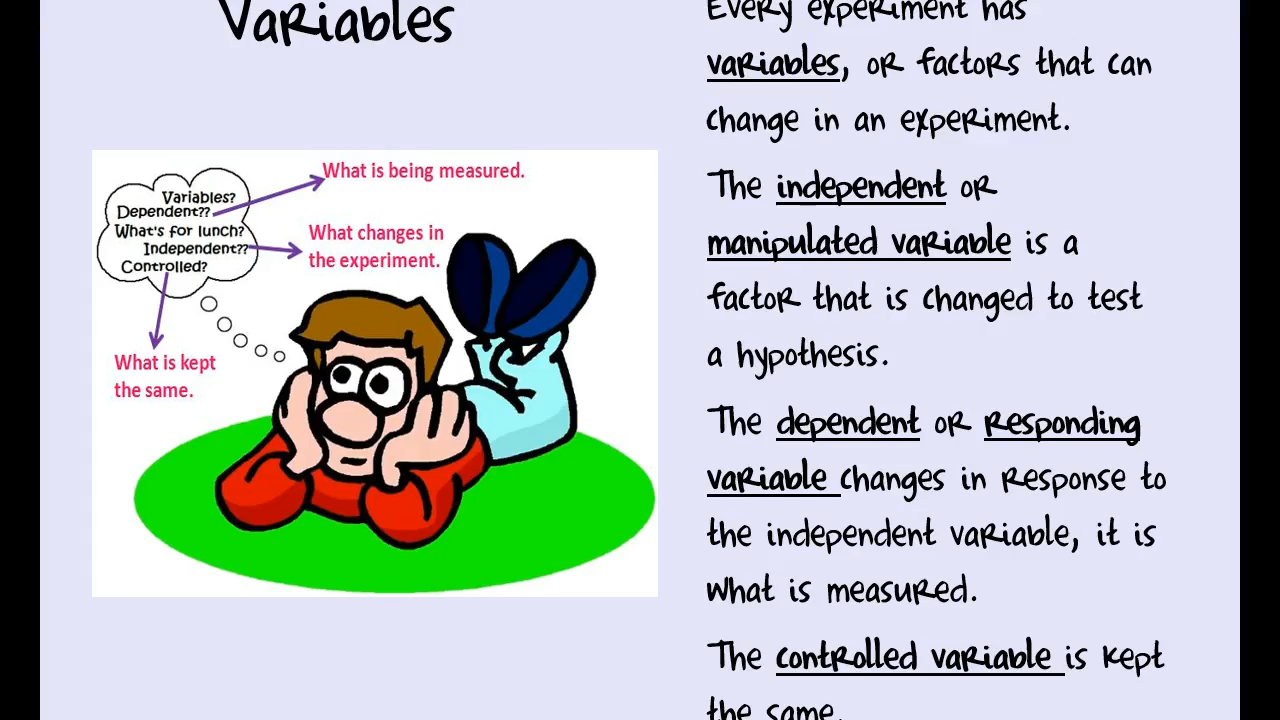 Variables
Variables?
Dependent??
What's for lunch?
Independent??
Controlled?
What is being measured.
What changes in
the experiment.
What is kept
the same.
Every experiment has
variables, or factors that can
change in an experiment.
The independent or
manipulated variable is a
factor that is changed to test
a hypothesis.
The dependent or responding
variable changes in response to
the independent variable, it is
what is measured.
The controlled variable is kept
the same.